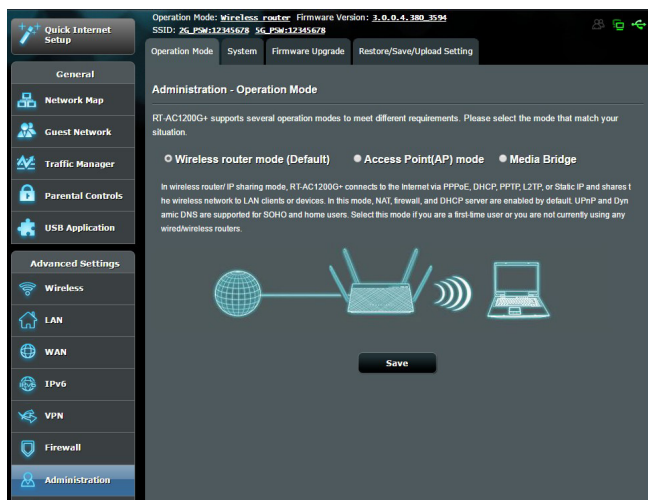 Quick Internet
Setup
Operation Mode: Wireless router Firmware Version: 3.0.0.4.380_3594
SSID: 2G_PSW:12345678 5G_PSW:12345678
Operation Mode System Firmware Upgrade Restore/Save/Upload Setting
General
Network Map
Guest Network
Traffic Manager
Parental Controls
USB Application
Advanced Settings
Wireless
LAN
WAN
IPv6
VPN
Firewall
Administration
Administration - Operation Mode
RT-AC1200G+ supports several operation modes to meet different requirements. Please select the mode that match your
situation.
Wireless router mode (Default) Access Point(AP) mode Media Bridge
In wireless router/ IP sharing mode, RT-AC1200G+ connects to the Internet via PPPoE, DHCP, PPTP, L2TP, or Static IP and shares t
he wireless network to LAN clients or devices. In this mode, NAT, firewall, and DHCP server are enabled by default. UPnP and Dyn
amic DNS are supported for SOHO and home users. Select this mode if you are a first-time user or you are not currently using any
wired/wireless routers.
Save